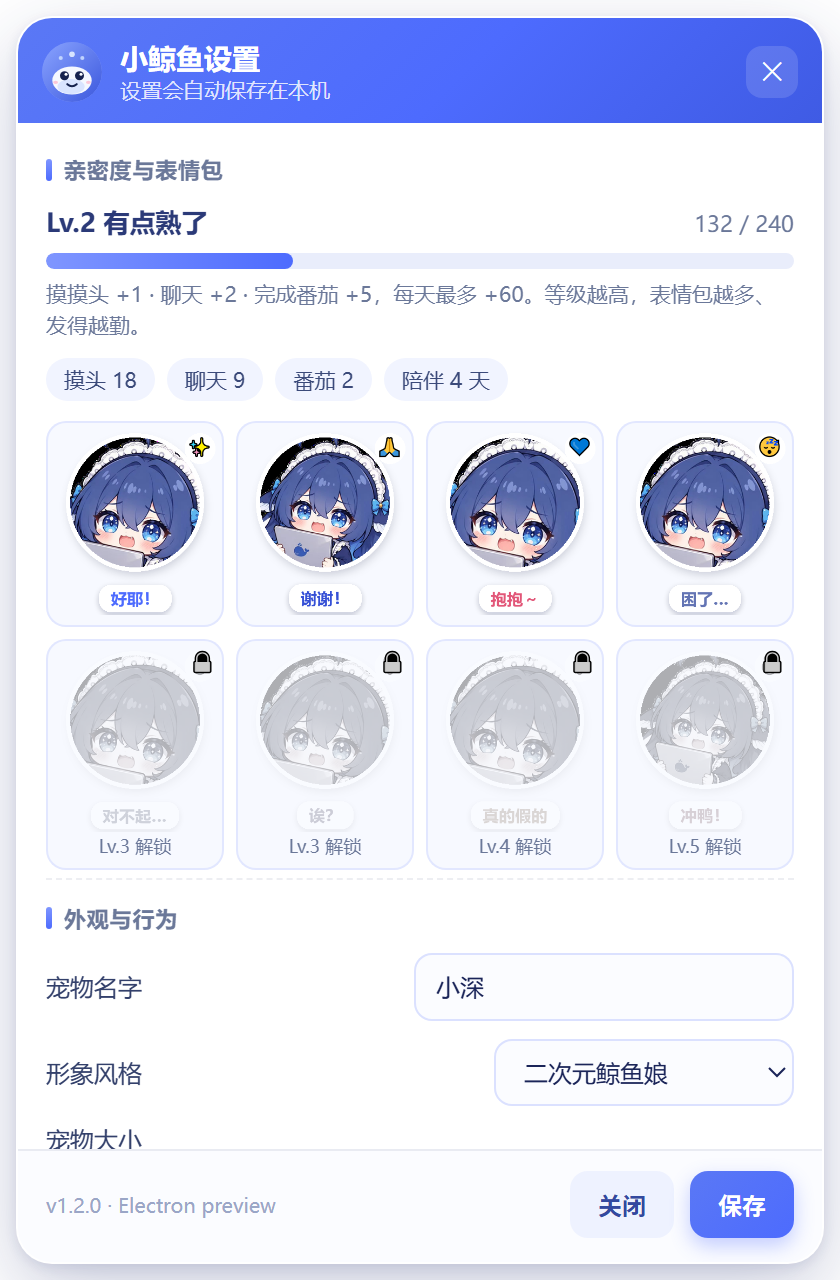 小鲸鱼设置
设置会自动保存在本机
亲密度与表情包
Lv.2 有点熟了
132 / 240
摸摸头 +1 · 聊天 +2 · 完成番茄 +5，每天最多 +60。等级越高，表情包越多、
发得越勤。
摸头 18
聊天 9
番茄 2
陪伴 4 天
好耶！
谢谢！
抱抱～
困了…
对不起…
诶？
真的假的
冲鸭！
Lv.3 解锁
Lv.3 解锁
Lv.4 解锁
Lv.5 解锁
外观与行为
宠物名字
小深
形象风格
二次元鲸鱼娘
宠物大小
v1.2.0 · Electron preview
关闭
保存